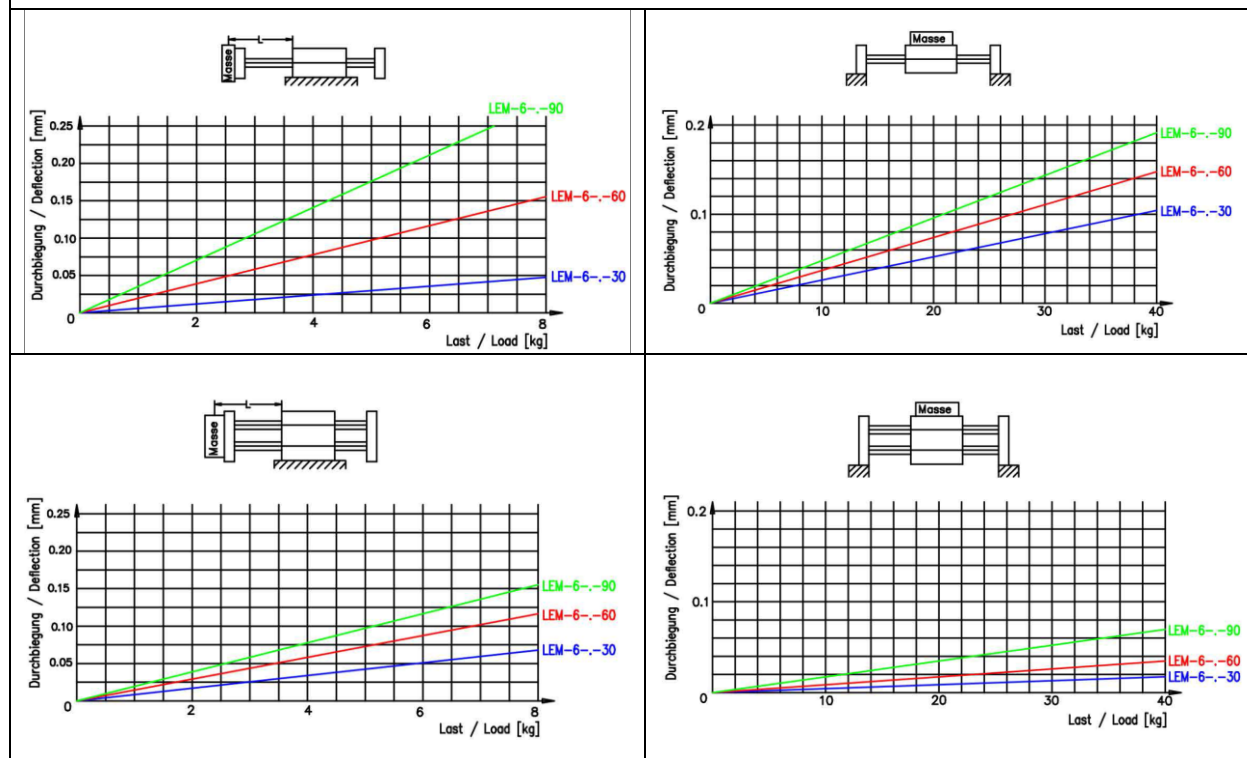 L
Masse
LEM-6-.-90
0.25
0.20
LEM-6-.-60
0.15
0.10
LEM-6-.-30
0.05
0
2
4
6
8
Durchbiegung / Deflection [mm]
Last / Load [kg]
Masse
0.2
LEM-6-.-90
LEM-6-.-60
0.1
LEM-6-.-30
0
10
20
30
40
Durchbiegung / Deflection [mm]
Last / Load [kg]
L
Masse
0.25
0.20
0.15
LEM-6-.-90
LEM-6-.-60
0.10
LEM-6-.-30
0.05
0
2
4
6
8
Durchbiegung / Deflection [mm]
Last / Load [kg]
Masse
0.2
0.1
LEM-6-.-90
LEM-6-.-60
LEM-6-.-30
0
10
20
30
40
Durchbiegung / Deflection [mm]
Last / Load [kg]